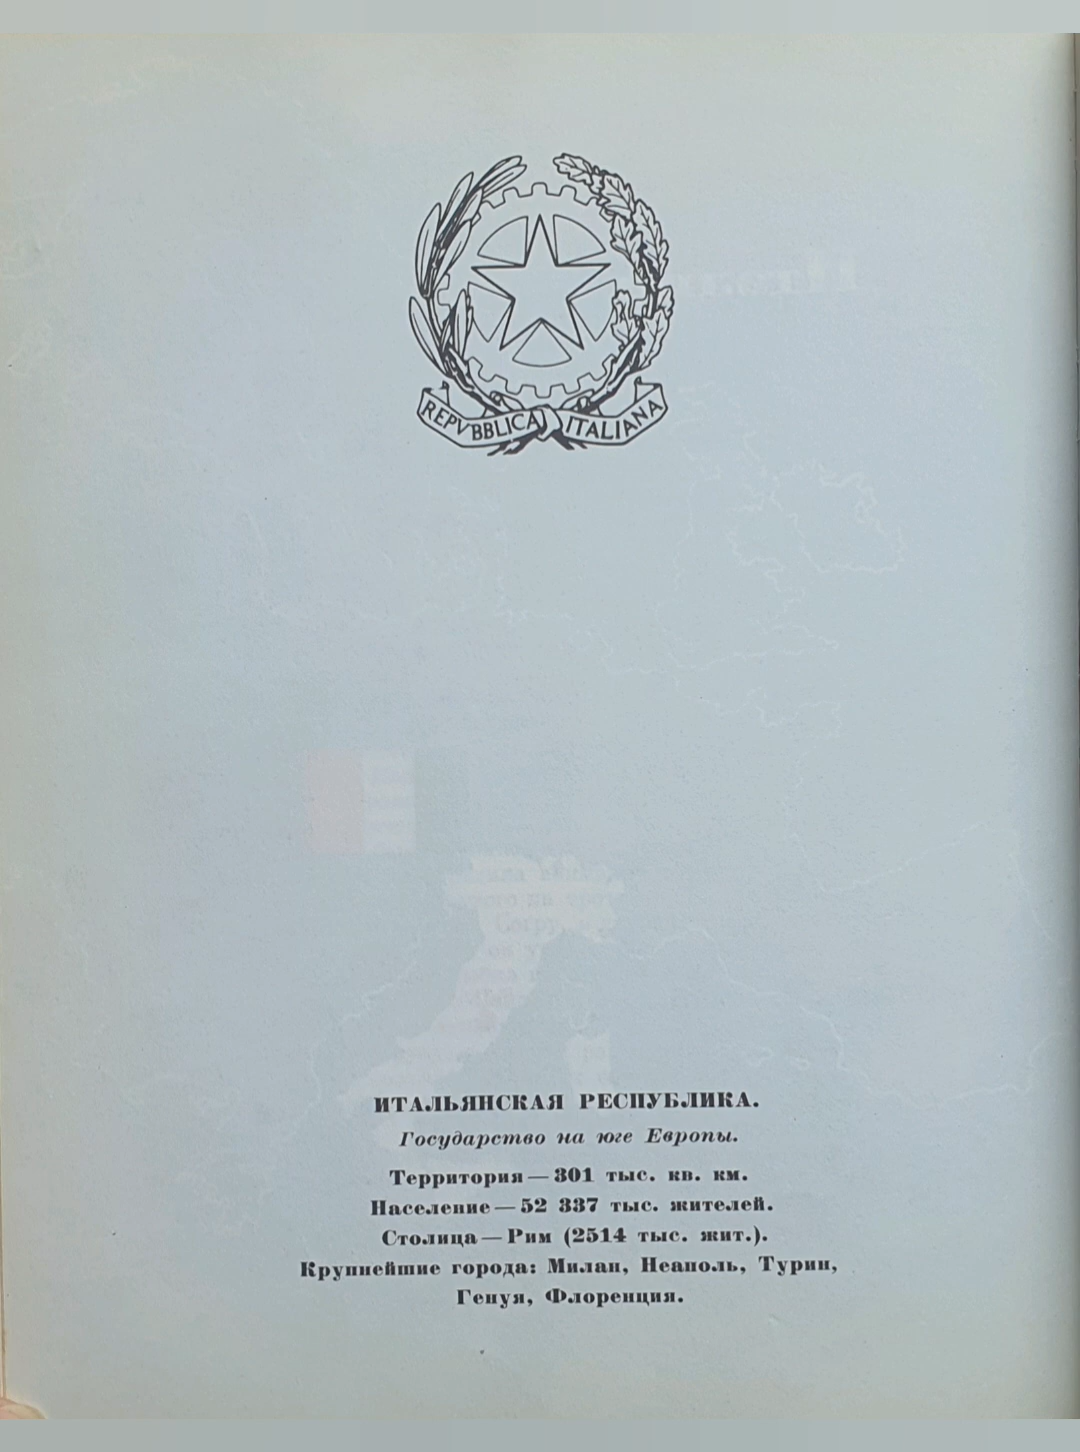 REPVBBLICA ITALIANA
ИТАЛЬЯНСКАЯ РЕСПУБЛИКА.
Государство на юге Европы.
Территория — 301 тыс. кв. км.
Население — 52 337 тыс. жителей.
Столица — Рим (2514 тыс. жит.).
Крупнейшие города: Милан, Неаполь, Турин,
Генуя, Флоренция.